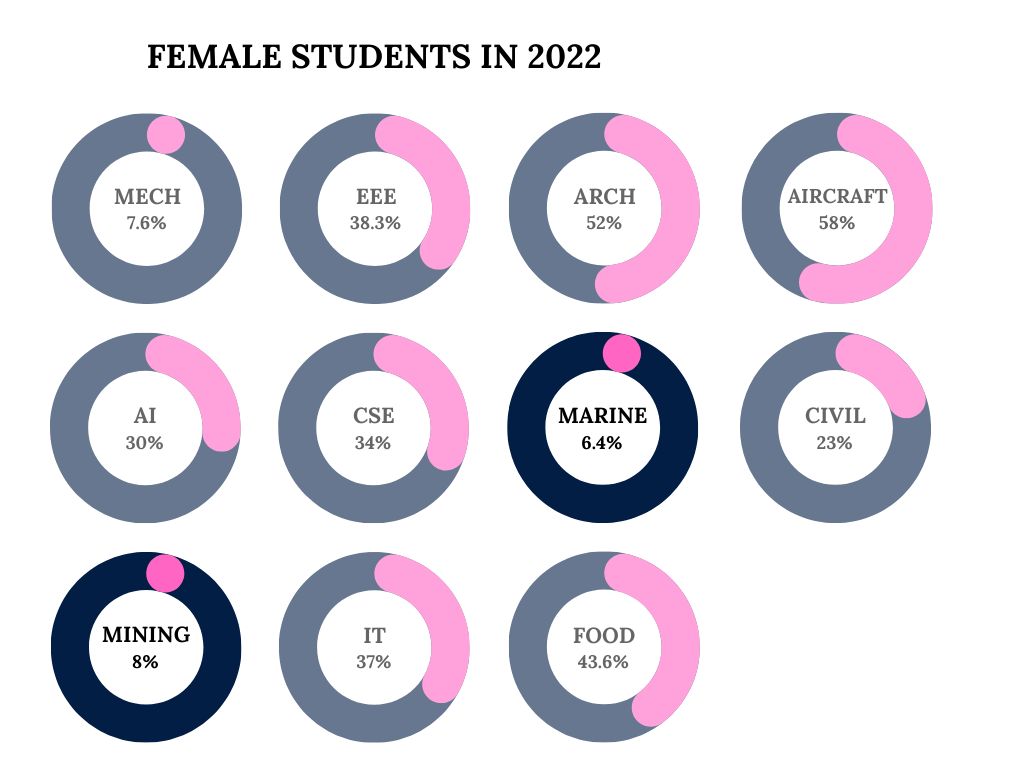 FEMALE STUDENTS IN 2022
MECH
7.6%
EEE
38.3%
ARCH
52%
AIRCRAFT
58%
AI
30%
CSE
34%
MARINE
6.4%
CIVIL
23%
MINING
8%
IT
37%
FOOD
43.6%